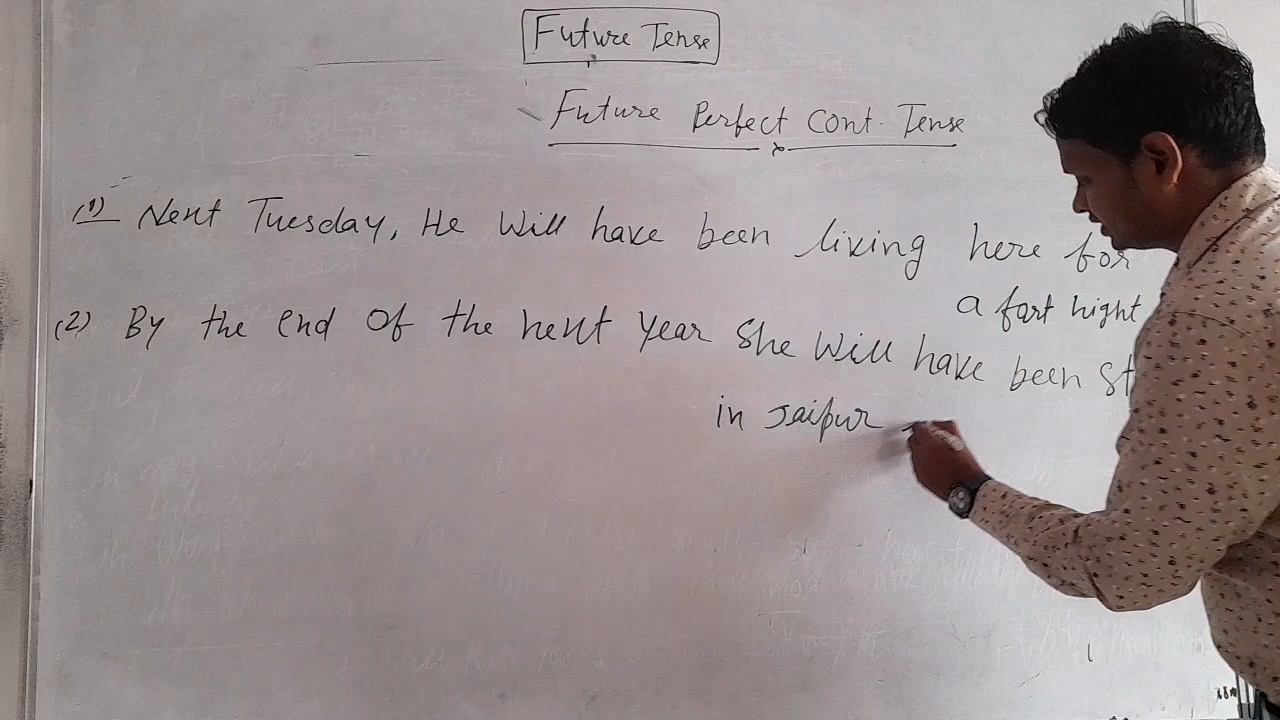 Future Tense
Future Perfect Cont. Tense
(1) Next Tuesday, He will have been living here for
a fort night
(2) By the end of the next year she will have been st
in Jaipur